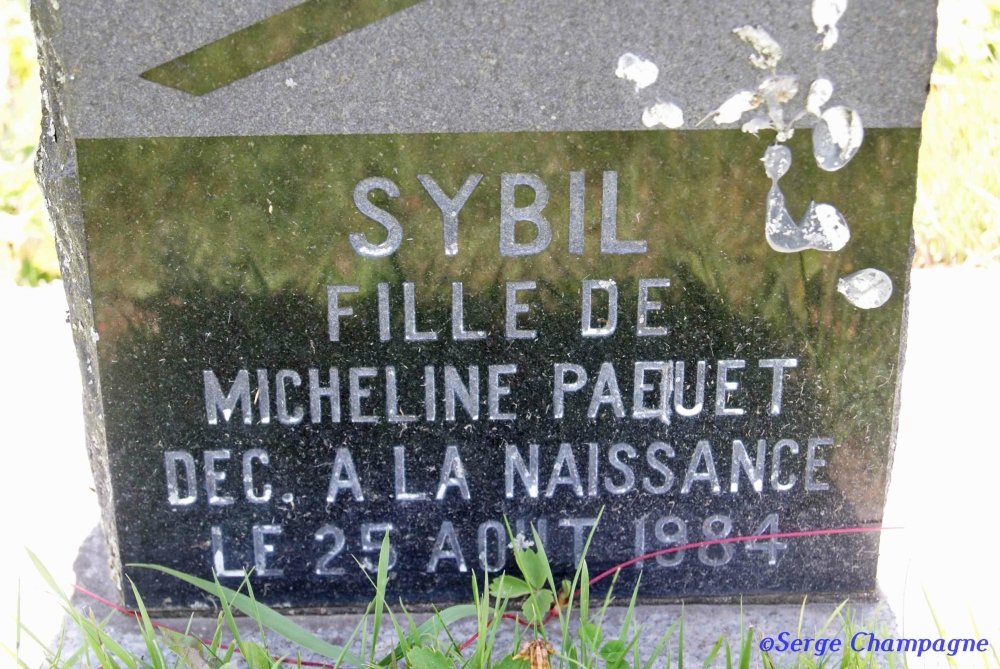 SYBIL
FILLE DE
MICHELINE PAQUET
DEC. A LA NAISSANCE
LE 25 AOUT 1984
©Serge Champagne